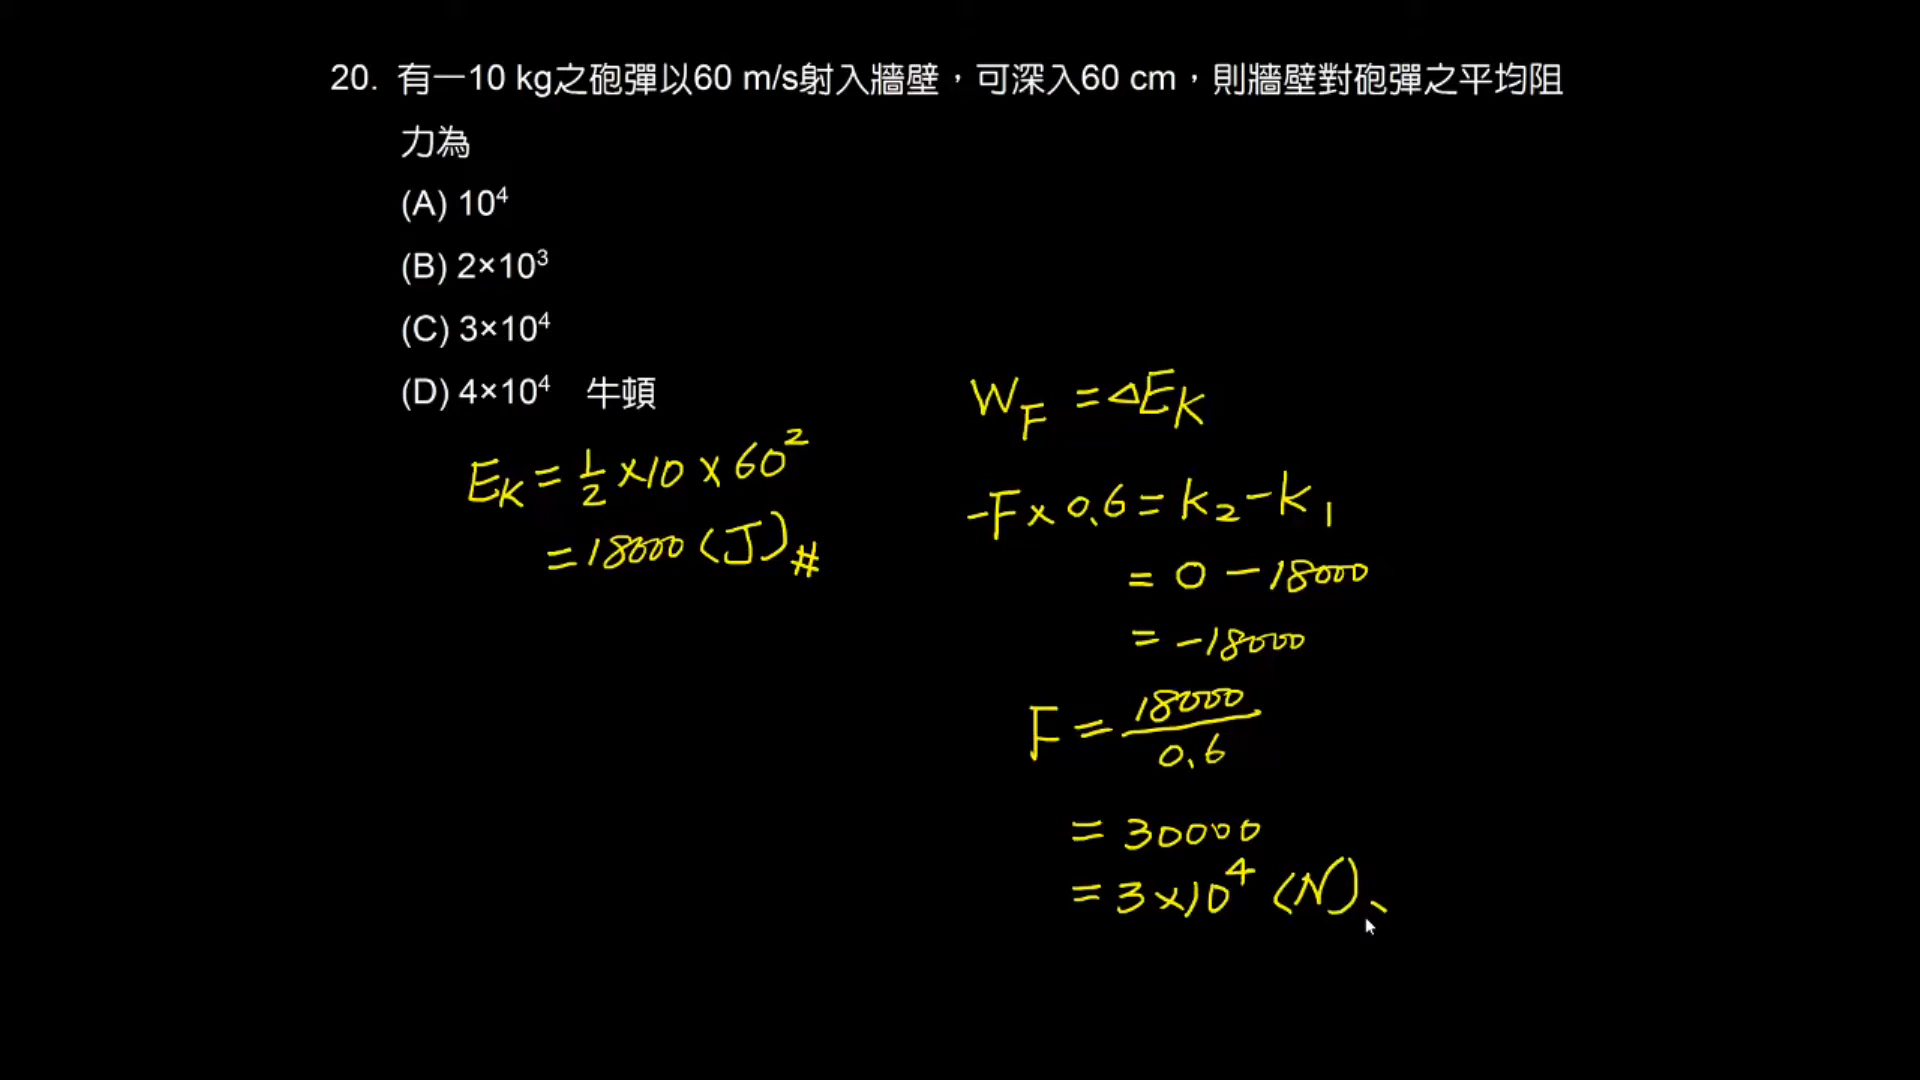 20. 有一10 kg之砲彈以60 m/s射入牆壁，可深入60 cm，則牆壁對砲彈之平均阻
力為
(A) 10⁴
(B) 2×10³
(C) 3×10⁴
(D) 4×10⁴ 牛頓
E_K = 1/2 × 10 × 60²
= 18000 (J) #
W_F = ΔE_K
-F × 0.6 = K₂ - K₁
= 0 - 18000
= -18000
F = 18000/0.6
= 30000
= 3×10⁴ (N)